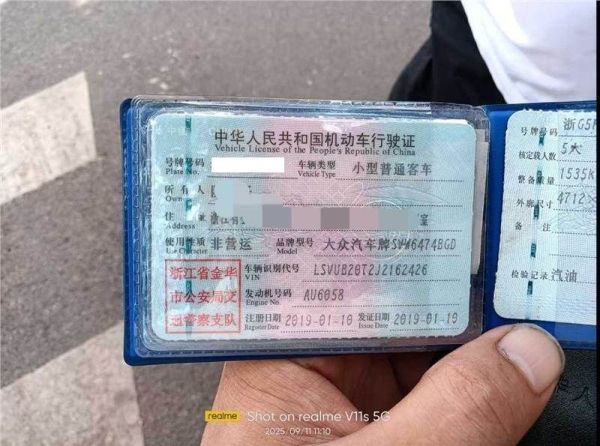 中华人民共和国机动车行驶证
Vehicle License of the People's Republic of China
号牌号码
Plate No.
车辆类型 小型普通客车
Vehicle Type
所有人
Own
住
Address
室
使用性质 非营运 品牌型号 大众汽车牌SVW6474BGD
Use Character
Model
浙江省金华
市公安局交
通警察支队
车辆识别代号 LSVUB20T2J2162426
VIN
发动机号码 AU6058
Engine No.
注册日期 2019-01-10 发证日期 2019-01-10
Register Date Issue Date
号牌号码 浙G5
核定载人数 5人
整备质量 1535K
外廓尺寸 4712×
备注
检验记录 汽油
realme Shot on realme V11s 5G
2025/09/11 11:10